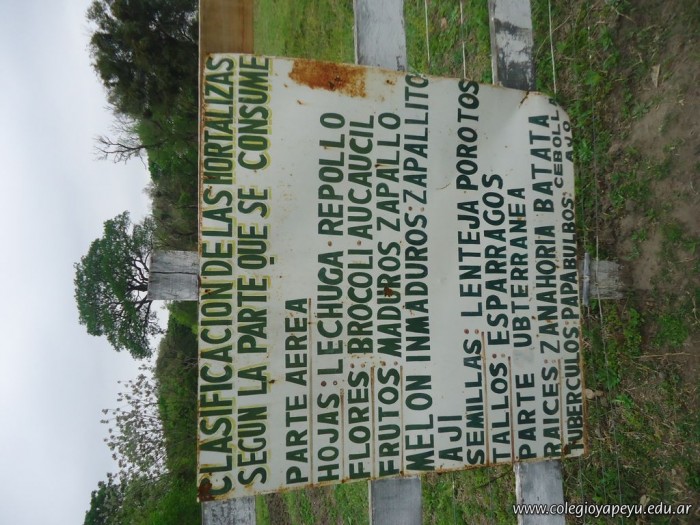 CLASIFICACION DE LAS HORTALIZAS
SEGUN LA PARTE QUE SE CONSUME
PARTE AEREA
HOJAS: LECHUGA: REPOLLO
FLORES: BROCOLI AUCAUCIL
FRUTOS: MADUROS ZAPALLO
MELON INMADUROS: ZAPALLITO
AJI
SEMILLAS: LENTEJA POROTOS
TALLOS: ESPARRAGOS
PARTE UBTERRANEA
RAICES: ZANAHORIA BATATA
TUBERCULOS: PAPA BULBOS: CEBOLLA
AJO
www.colegioyapeyu.edu.ar